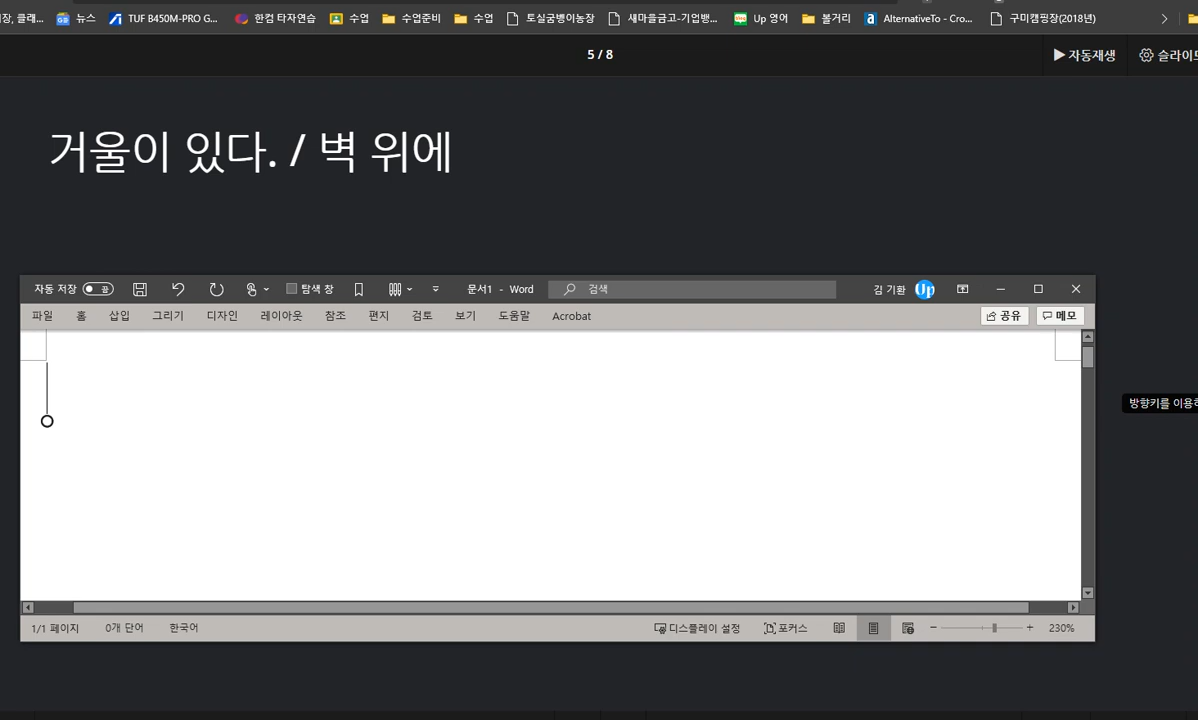 장, 클래... 뉴스 TUF B450M-PRO G... 한컴 타자연습 수업 수업준비 수업 토실굼벵이농장 새마을금고-기업뱅... Up 영어 볼거리 AlternativeTo - Cro... 구미캠핑장(2018년)
5 / 8 ▶ 자동재생 슬라이드
거울이 있다. / 벽 위에
자동 저장 끔 탐색 창 문서1 - Word 검색 김 기환 Up
파일 홈 삽입 그리기 디자인 레이아웃 참조 편지 검토 보기 도움말 Acrobat 공유 메모
방향키를 이용하
1/1 페이지 0개 단어 한국어 디스플레이 설정 포커스 230%